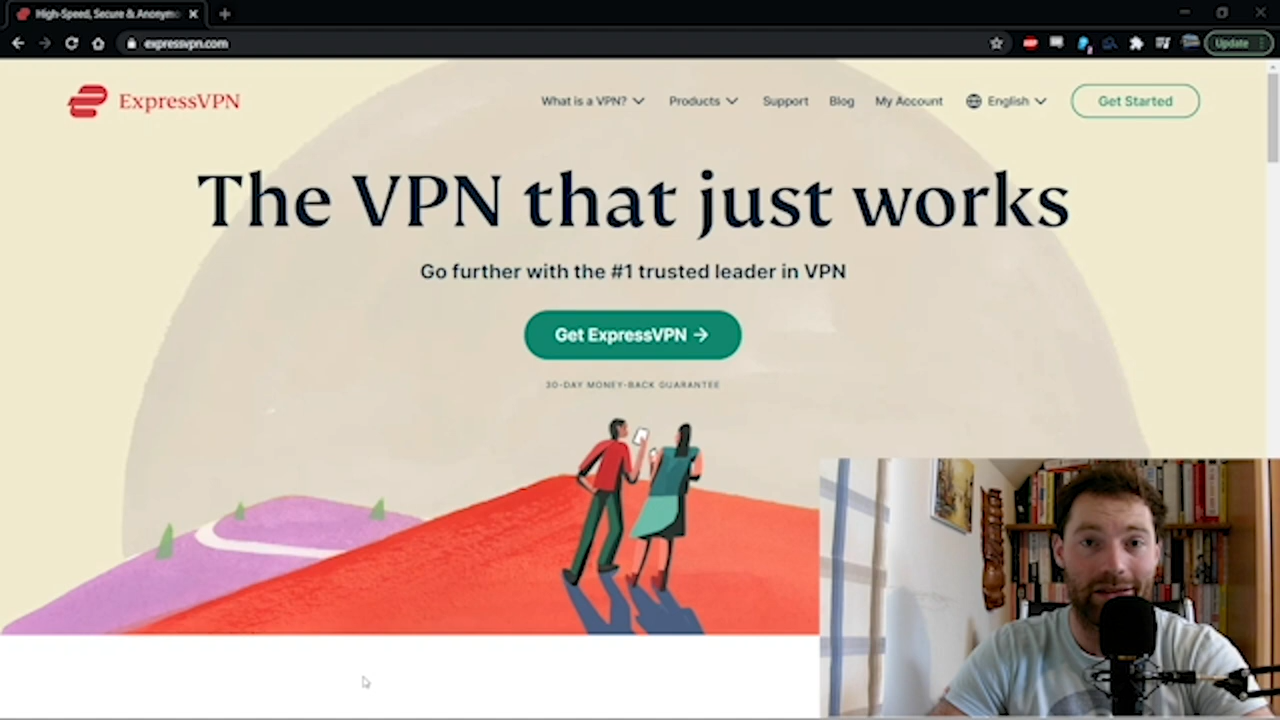 High-Speed, Secure & Anonymo
expressvpn.com
Update
ExpressVPN
What is a VPN?
Products
Support
Blog
My Account
English
Get Started
The VPN that just works
Go further with the #1 trusted leader in VPN
Get ExpressVPN →
30-DAY MONEY-BACK GUARANTEE